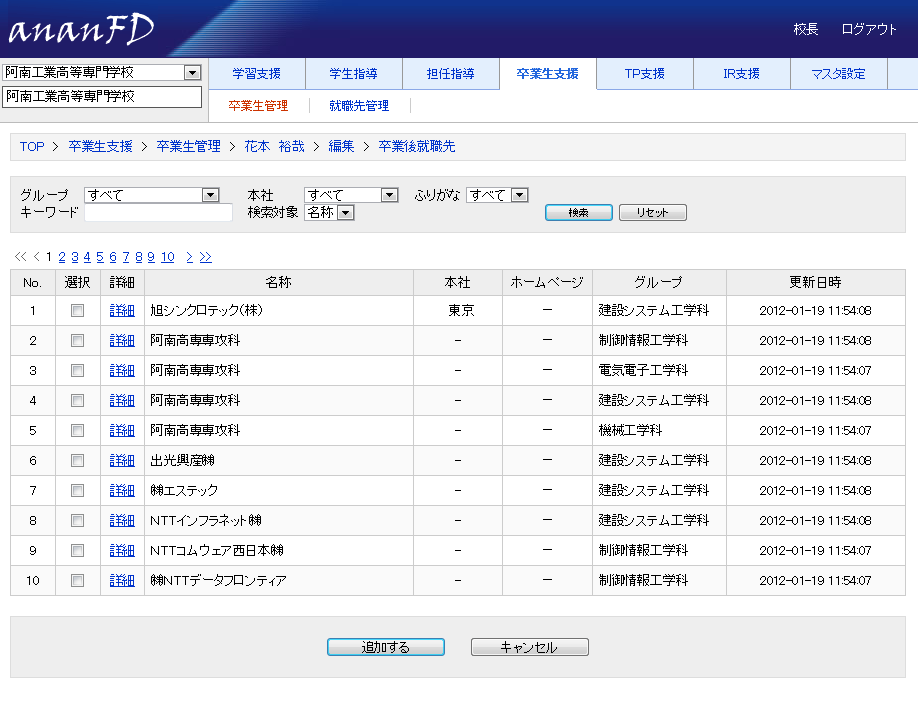 ananFD
校長 ログアウト
阿南工業高等専門学校
阿南工業高等専門学校
学習支援 学生指導 担任指導 卒業生支援 TP支援 IR支援 マスタ設定
卒業生管理 就職先管理
TOP > 卒業生支援 > 卒業生管理 > 花本 裕哉 > 編集 > 卒業後就職先
グループ すべて 本社 すべて ふりがな すべて
キーワード 検索対象 名称 検索 リセット
<< < 1 2 3 4 5 6 7 8 9 10 > >>
No. 選択 詳細 名称 本社 ホームページ グループ 更新日時
1 詳細 旭シンクロテック(株) 東京 ー 建設システム工学科 2012-01-19 11:54:08
2 詳細 阿南高専専攻科 - ー 制御情報工学科 2012-01-19 11:54:08
3 詳細 阿南高専専攻科 - ー 電気電子工学科 2012-01-19 11:54:07
4 詳細 阿南高専専攻科 - ー 建設システム工学科 2012-01-19 11:54:08
5 詳細 阿南高専専攻科 - ー 機械工学科 2012-01-19 11:54:07
6 詳細 出光興産㈱ - ー 建設システム工学科 2012-01-19 11:54:08
7 詳細 ㈱エステック - ー 建設システム工学科 2012-01-19 11:54:08
8 詳細 NTTインフラネット㈱ - ー 建設システム工学科 2012-01-19 11:54:08
9 詳細 NTTコムウェア西日本㈱ - ー 制御情報工学科 2012-01-19 11:54:07
10 詳細 ㈱NTTデータフロンティア - ー 制御情報工学科 2012-01-19 11:54:07
追加する キャンセル